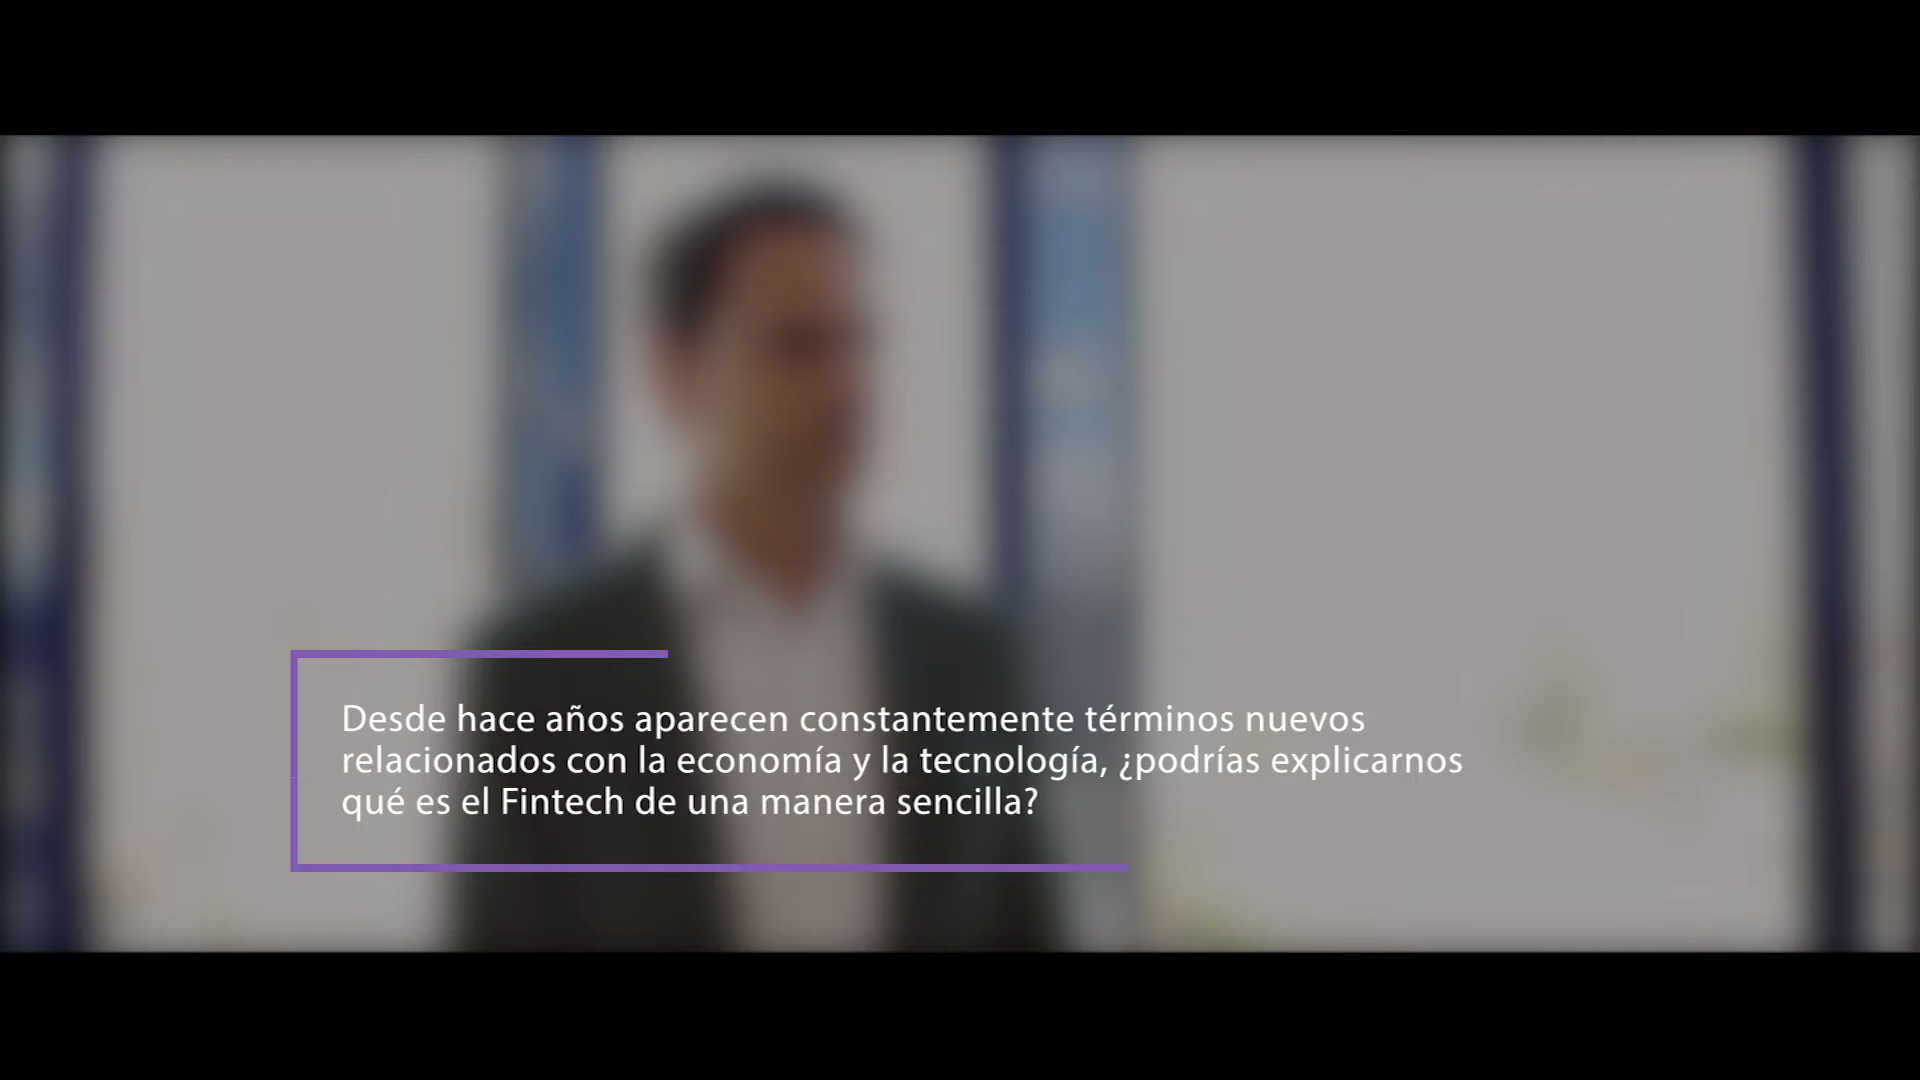 Desde hace años aparecen constantemente términos nuevos
relacionados con la economía y la tecnología, ¿podrías explicarnos
qué es el Fintech de una manera sencilla?